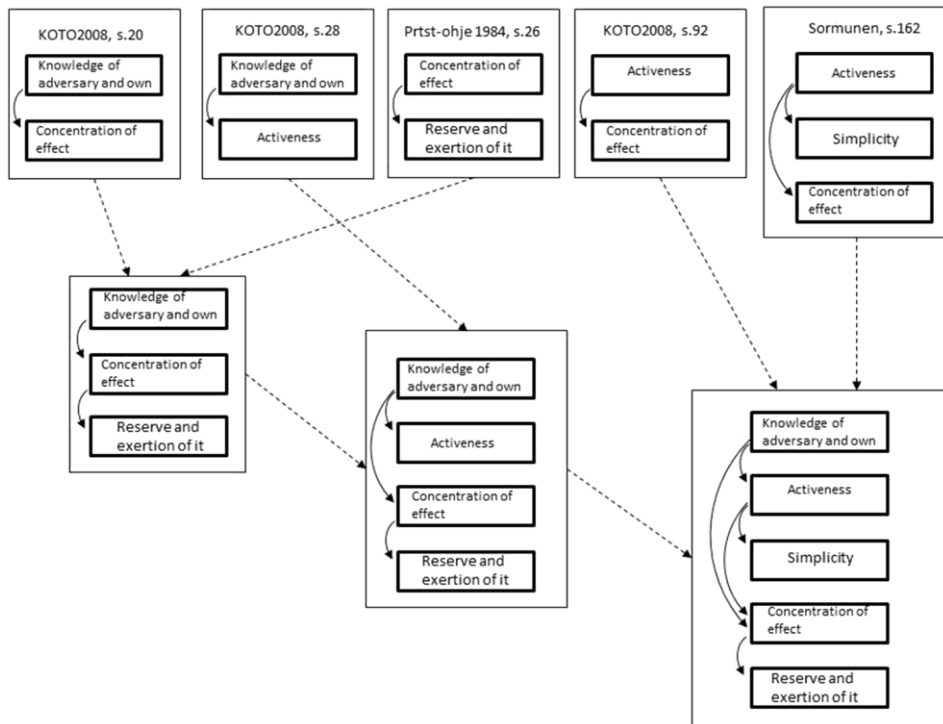 KOTO2008, s.20
Knowledge of
adversary and own
Concentration of
effect
KOTO2008, s.28
Knowledge of
adversary and own
Activeness
Prtst-ohje 1984, s.26
Concentration of
effect
Reserve and
exertion of it
KOTO2008, s.92
Activeness
Concentration of
effect
Sormunen, s.162
Activeness
Simplicity
Concentration of
effect
Knowledge of
adversary and own
Concentration of
effect
Reserve and
exertion of it
Knowledge of
adversary and own
Activeness
Concentration of
effect
Reserve and
exertion of it
Knowledge of
adversary and own
Activeness
Simplicity
Concentration of
effect
Reserve and
exertion of it